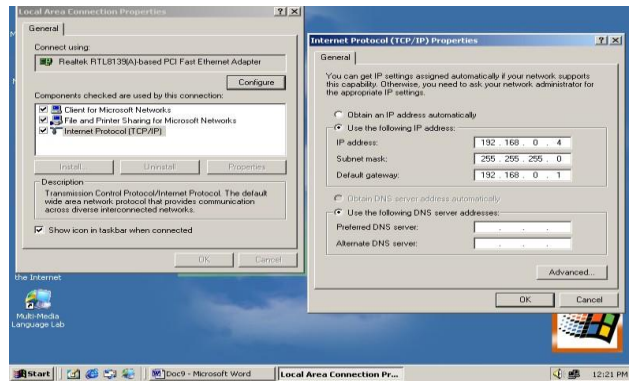 Local Area Connection Properties
General
Connect using:
Realtek RTL8139(A)-based PCI Fast Ethernet Adapter
Configure
Components checked are used by this connection:
Client for Microsoft Networks
File and Printer Sharing for Microsoft Networks
Internet Protocol (TCP/IP)
Install...
Uninstall
Properties
Description
Transmission Control Protocol/Internet Protocol. The default
wide area network protocol that provides communication
across diverse interconnected networks.
Show icon in taskbar when connected
OK
Cancel
Internet Protocol (TCP/IP) Properties
General
You can get IP settings assigned automatically if your network supports
this capability. Otherwise, you need to ask your network administrator for
the appropriate IP settings.
Obtain an IP address automatically
Use the following IP address:
IP address: 192 . 168 . 0 . 4
Subnet mask: 255 . 255 . 255 . 0
Default gateway: 192 . 168 . 0 . 1
Obtain DNS server address automatically
Use the following DNS server addresses:
Preferred DNS server:
Alternate DNS server:
Advanced...
OK
Cancel
the Internet
Multi-Media
Language Lab
Start
Doc9 - Microsoft Word
Local Area Connection Pr...
12:21 PM